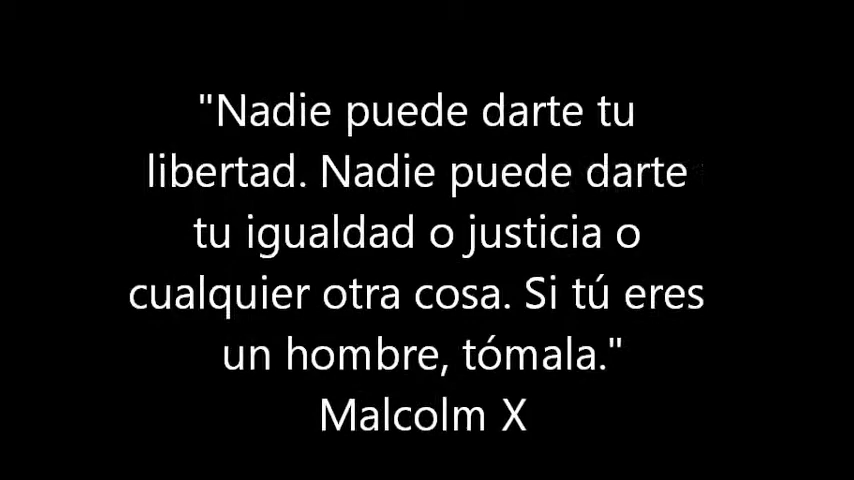 "Nadie puede darte tu
libertad. Nadie puede darte
tu igualdad o justicia o
cualquier otra cosa. Si tú eres
un hombre, tómala."
Malcolm X